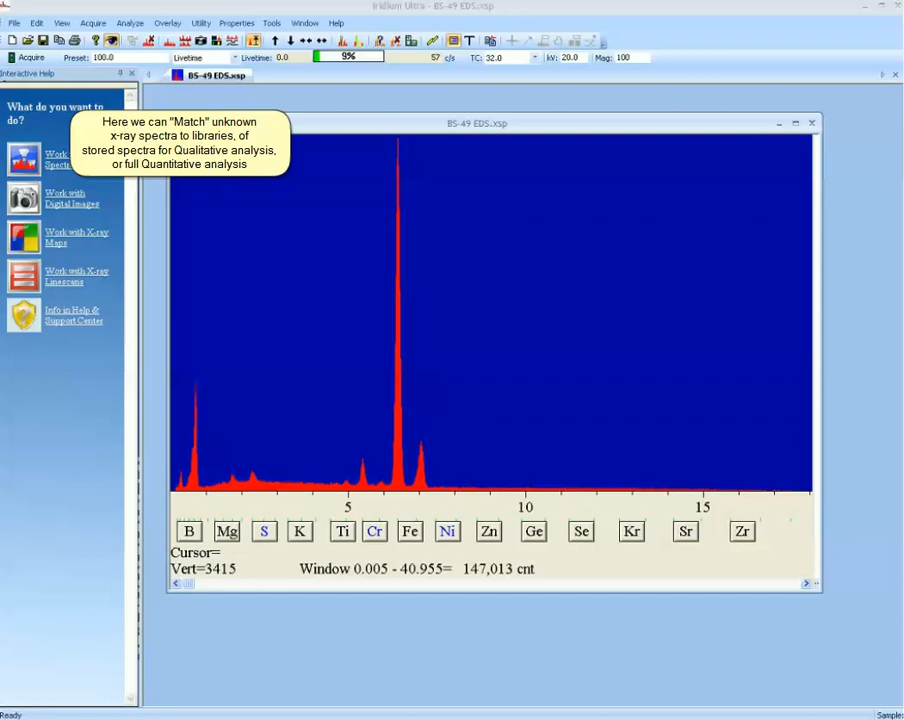 Iridium Ultra - BS-49 EDS.xsp
File Edit View Acquire Analyze Overlay Utility Properties Tools Window Help
Acquire Preset: 100.0 Livetime Livetime: 0.0 9% 57 c/s TC: 32.0 kV: 20.0 Mag: 100
Interactive Help
BS-49 EDS.xsp
What do you want to
do?
Here we can "Match" unknown
x-ray spectra to libraries, of
stored spectra for Qualitative analysis,
or full Quantitative analysis
BS-49 EDS.xsp
Work
Spectr
Work with
Digital Images
Work with X-ray
Maps
Work with X-ray
Linescans
Info in Help &
Support Center
5 10 15
B Mg S K Ti Cr Fe Ni Zn Ge Se Kr Sr Zr
Cursor=
Vert=3415 Window 0.005 - 40.955= 147,013 cnt
Ready
Sample: